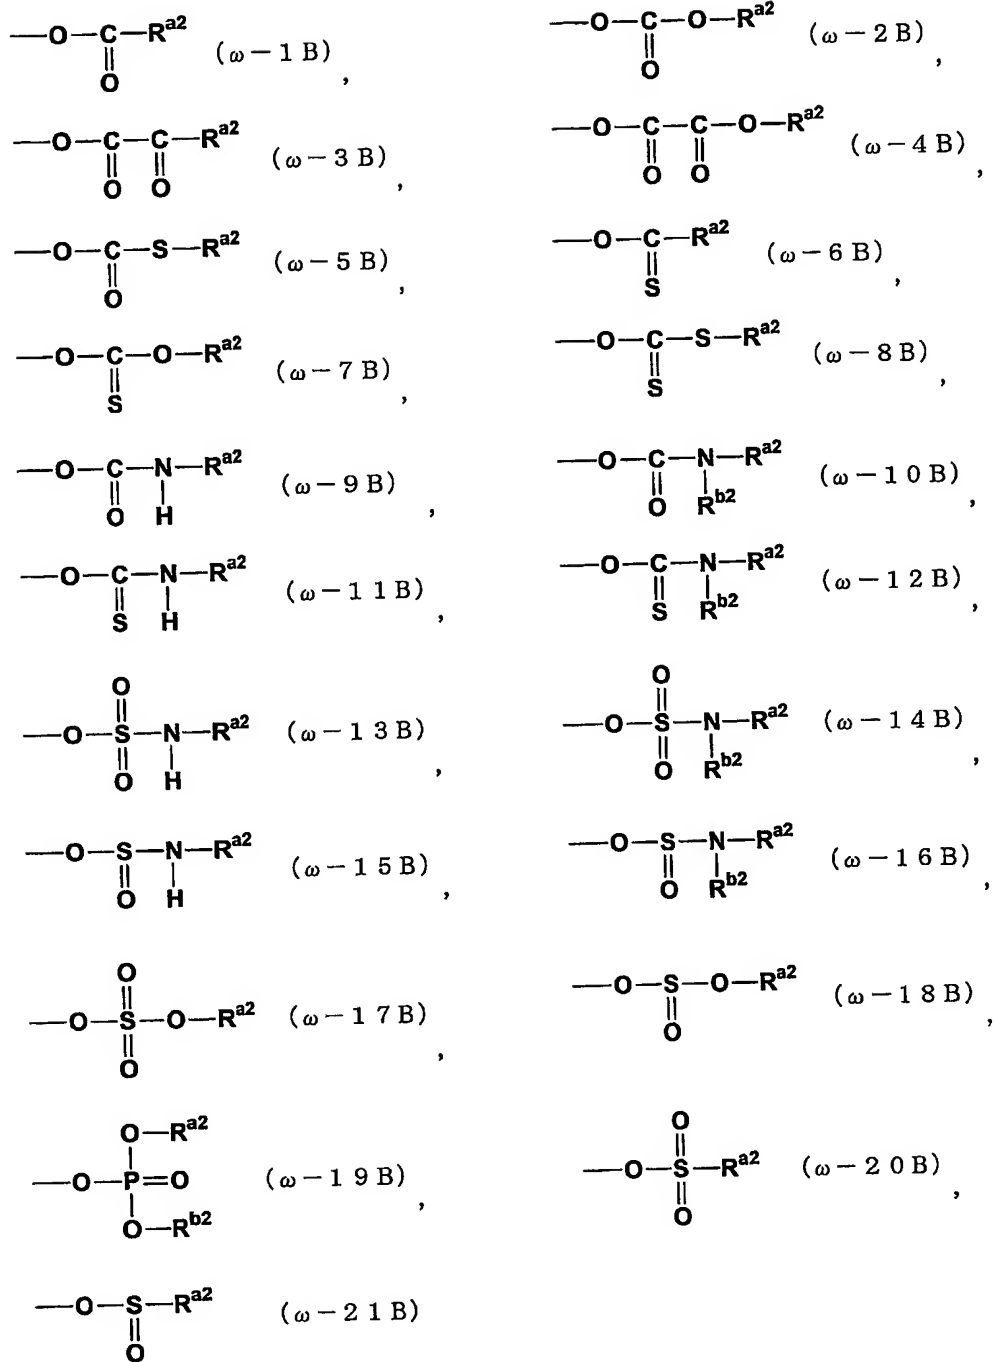 —O—C—R^a2 (ω-1B),
O
—O—C—O—R^a2 (ω-2B),
O
—O—C—C—R^a2 (ω-3B),
O O
—O—C—C—O—R^a2 (ω-4B),
O O
—O—C—S—R^a2 (ω-5B),
O
—O—C—R^a2 (ω-6B),
S
—O—C—O—R^a2 (ω-7B),
S
—O—C—S—R^a2 (ω-8B),
S
—O—C—N—R^a2 (ω-9B),
O H
—O—C—N—R^a2 (ω-10B),
O R^b2
—O—C—N—R^a2 (ω-11B),
S H
—O—C—N—R^a2 (ω-12B),
S R^b2
O
—O—S—N—R^a2 (ω-13B),
O H
O
—O—S—N—R^a2 (ω-14B),
O R^b2
—O—S—N—R^a2 (ω-15B),
O H
—O—S—N—R^a2 (ω-16B),
O R^b2
O
—O—S—O—R^a2 (ω-17B),
O
—O—S—O—R^a2 (ω-18B),
O
O—R^a2
—O—P=O (ω-19B),
O—R^b2
O
—O—S—R^a2 (ω-20B),
O
—O—S—R^a2 (ω-21B)
O